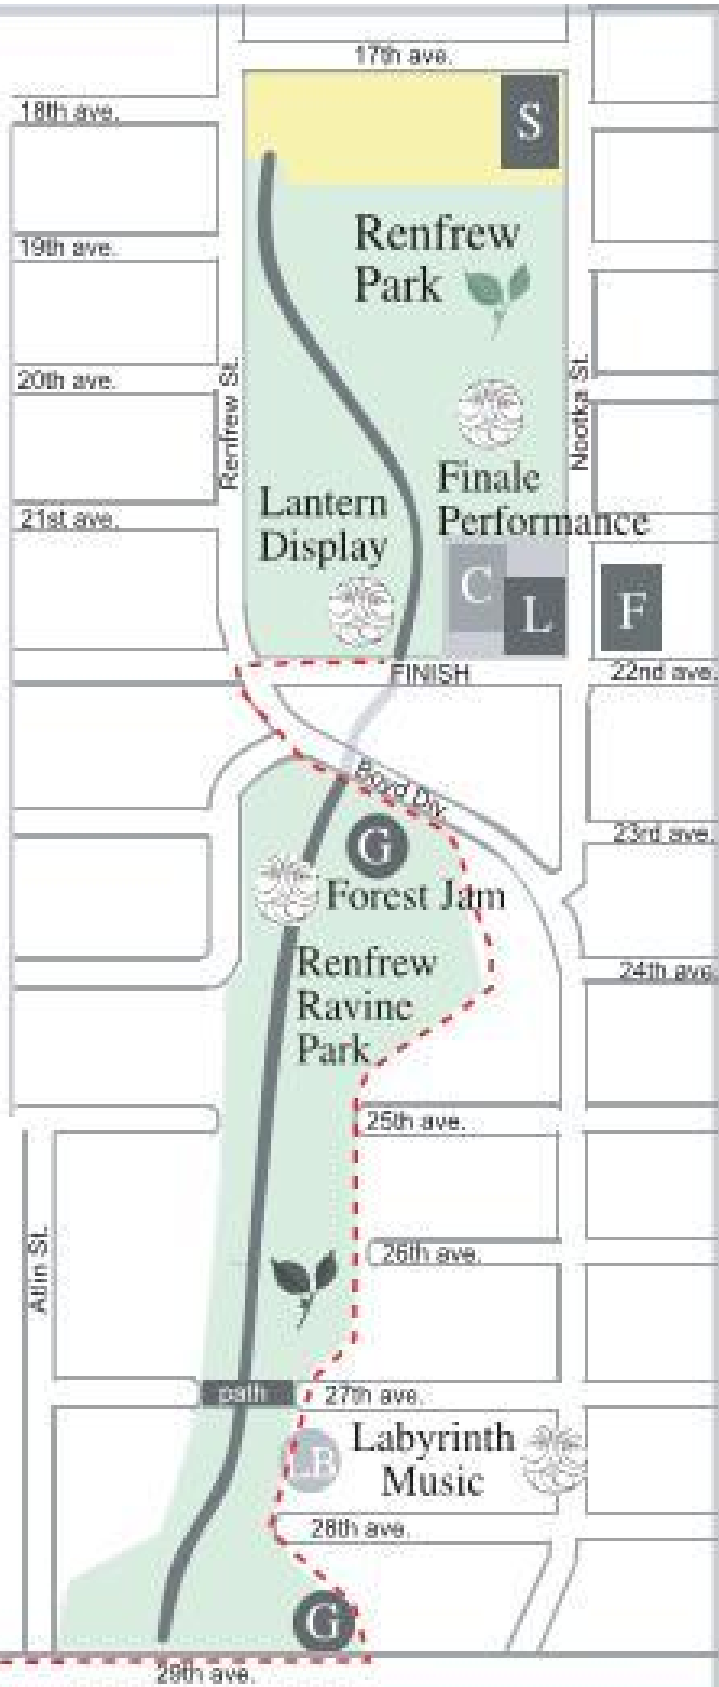 17th ave.
18th ave.
S
Renfrew
Park
19th ave.
20th ave.
Renfrew St.
Nootka St.
Finale
Performance
Lantern
Display
21st ave.
C
L
F
FINISH
22nd ave.
Boyd Div.
23rd ave.
G
Forest Jam
Renfrew
Ravine
Park
24th ave.
25th ave.
26th ave.
Atlin St.
path
27th ave.
Labyrinth
Music
LB
28th ave.
G
29th ave.